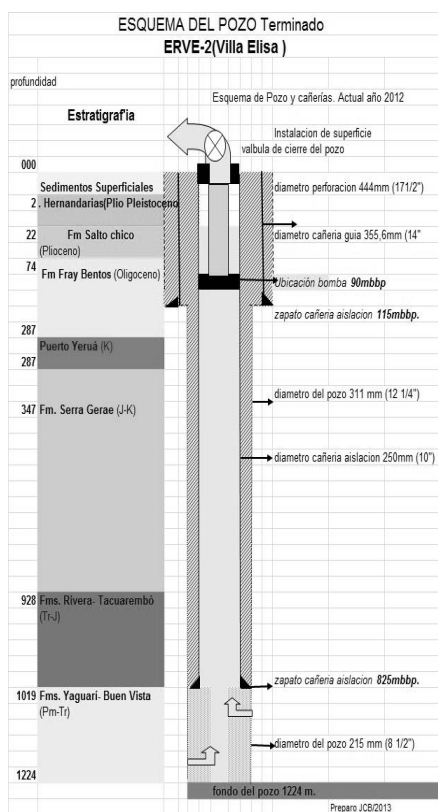 ESQUEMA DEL POZO Terminado
ERVE-2(Villa Elisa )
profundidad
Esquema de Pozo y cañerías. Actual año 2012
Estratigraf'ia
Instalacion de superficie
valbula de cierre del pozo
000
Sedimentos Superficiales
diametro perforacion 444mm (171/2")
2 . Hernandarias(Plio Pleistoceno
22 Fm Salto chico
(Plioceno)
diametro cañeria guia 355,6mm (14"
74
Fm Fray Bentos (Oligoceno)
Ubicación bomba 90mbbp
zapato cañeria aislacion 115mbbp.
287
Puerto Yeruá (K)
287
diametro del pozo 311 mm (12 1/4")
347 Fm. Serra Gerae (J-K)
diametro cañeria aislacion 250mm (10")
928 Fms. Rivera- Tacuarembó
(Tr-J)
zapato cañeria aislacion 825mbbp.
1019 Fms. Yaguarí- Buen Vista
(Pm-Tr)
diametro del pozo 215 mm (8 1/2")
1224
fondo del pozo 1224 m.
Preparo JCB/2013